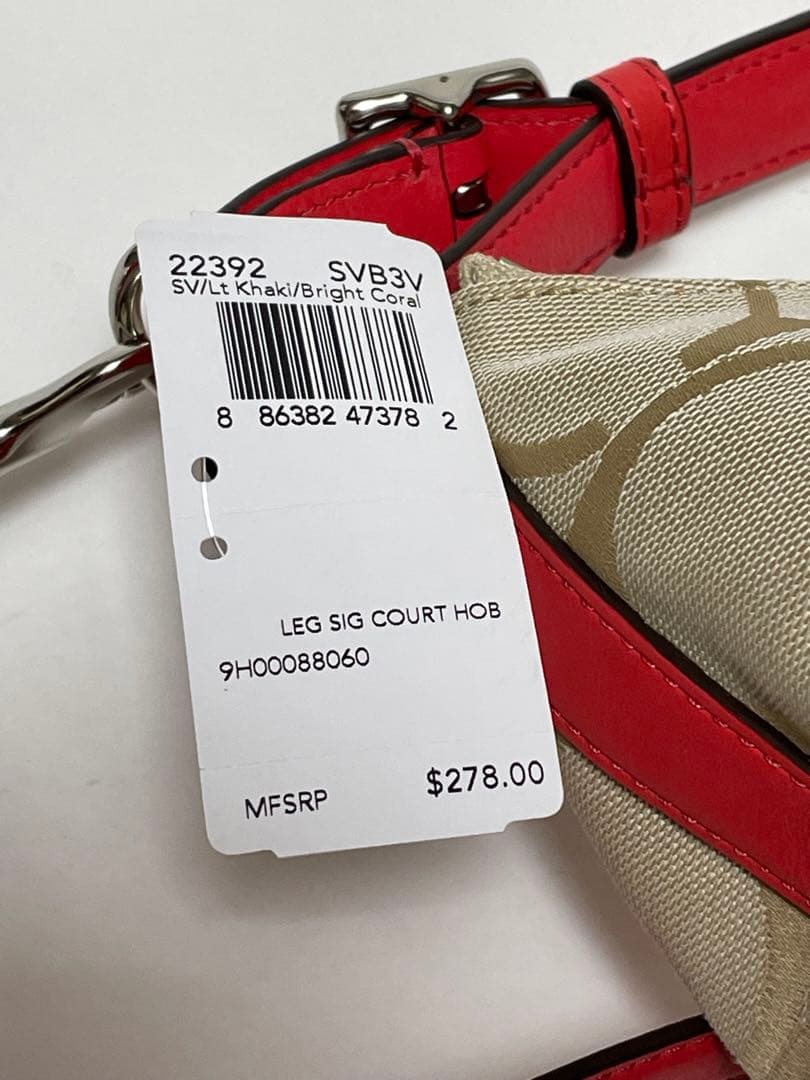 22392 SVB3V
SV/Lt Khaki/Bright Coral
8 86382 47378 2
LEG SIG COURT HOB
9H00088060
MFSRP $278.00